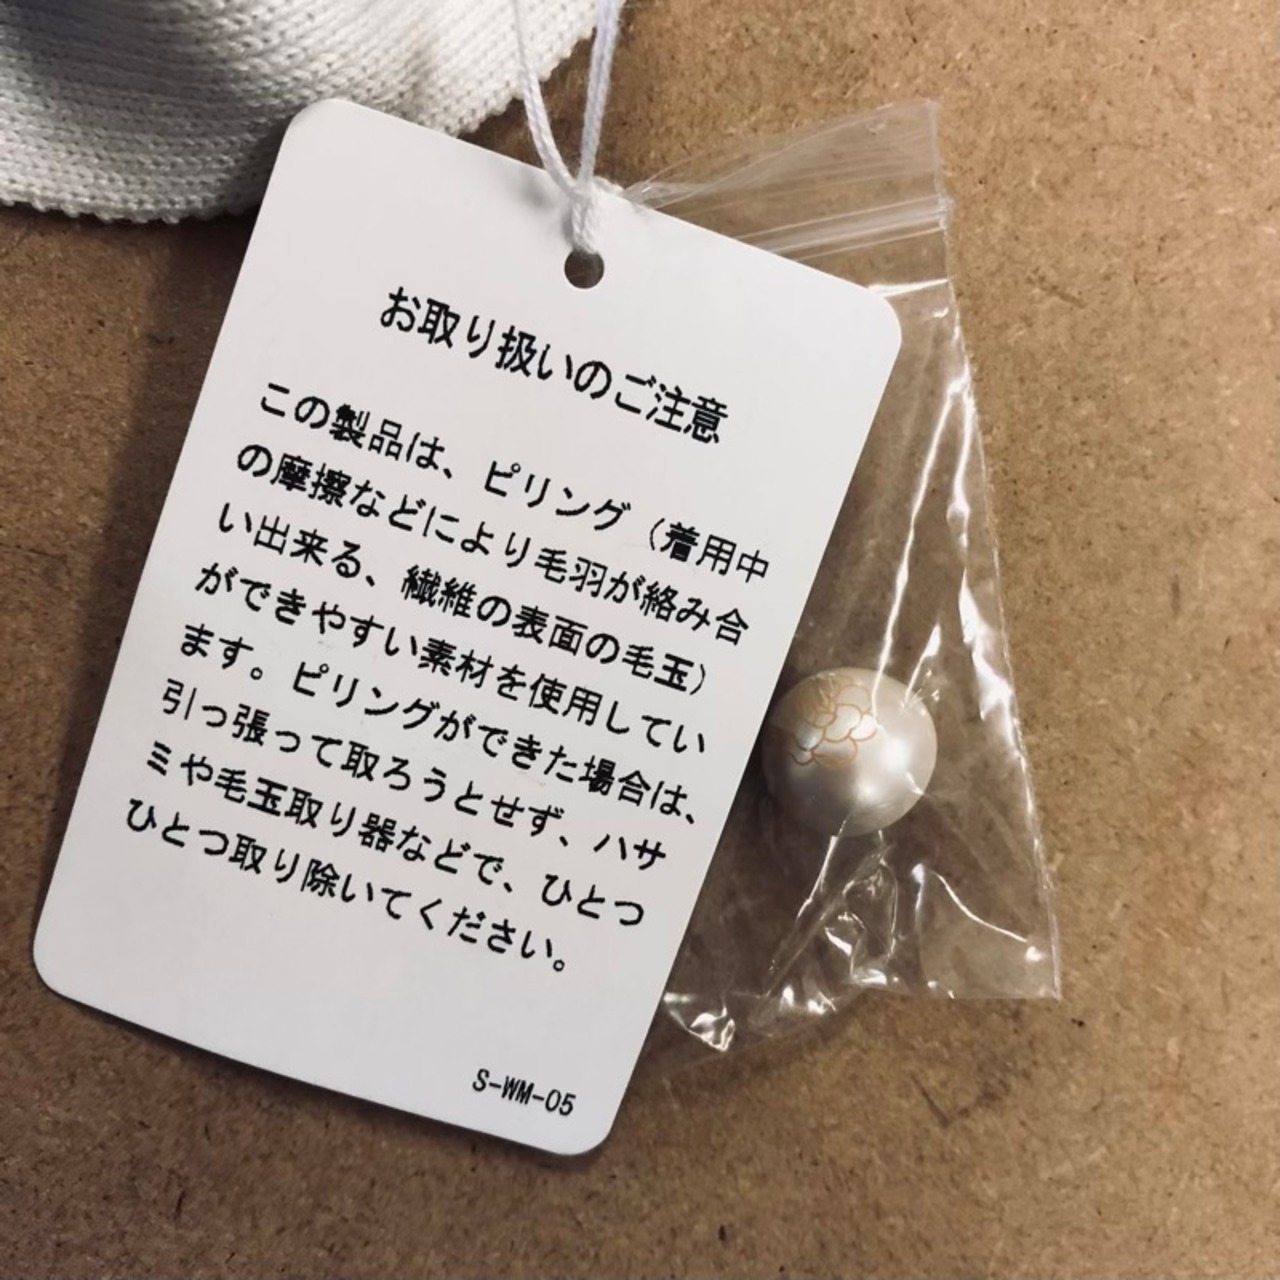 お取り扱いのご注意
この製品は、ピリング（着用中
の摩擦などにより毛羽が絡み合
い出来る、繊維の表面の毛玉）
ができやすい素材を使用してい
ます。ピリングができた場合は、
引っ張って取ろうとせず、ハサ
ミや毛玉取り器などで、ひとつ
ひとつ取り除いてください。
S-WM-05